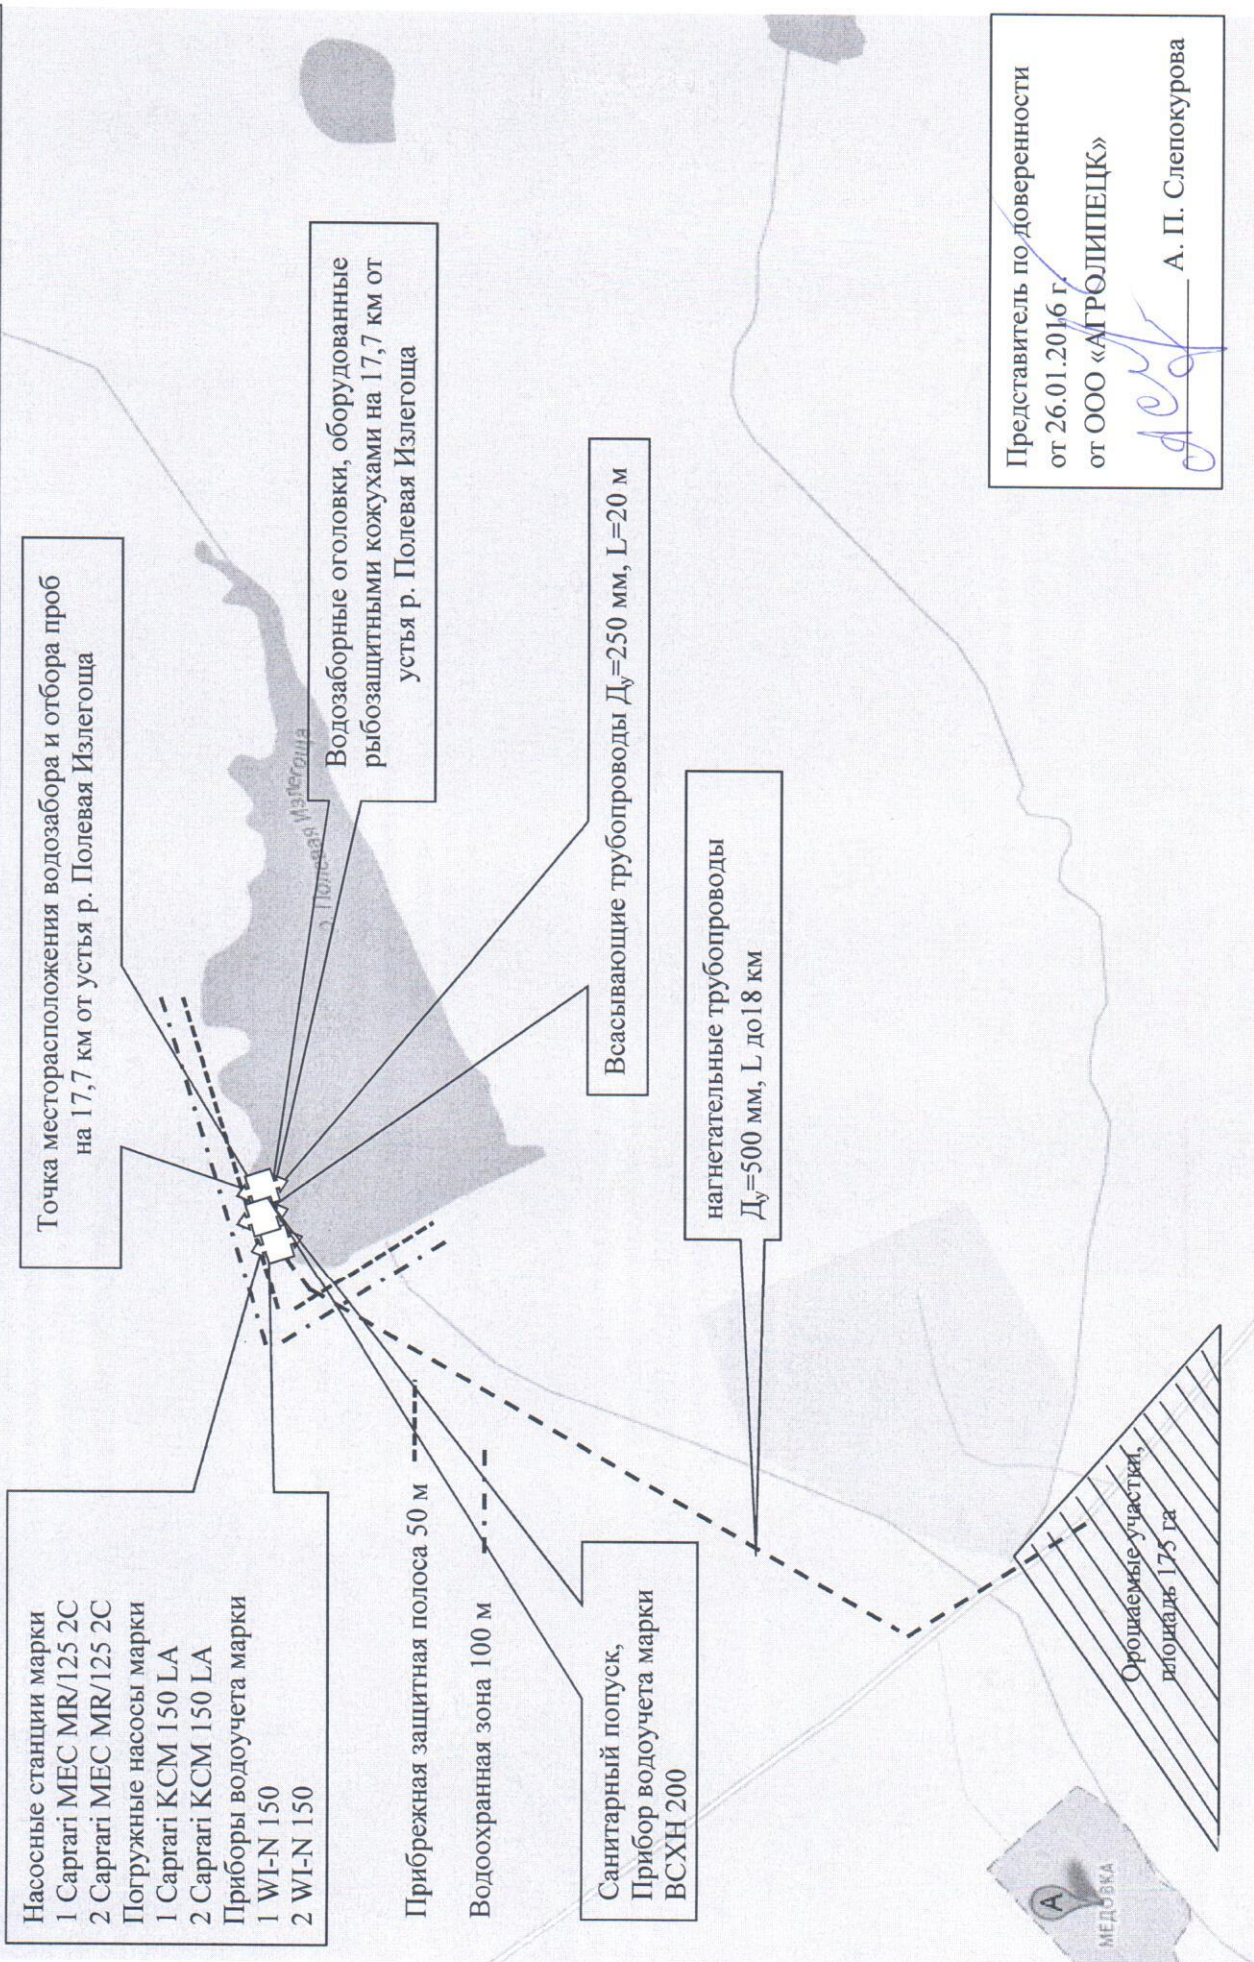 Насосные станции марки
1 Caprari MEC MR/125 2C
2 Caprari MEC MR/125 2C
Погружные насосы марки
1 Caprari KCM 150 LA
2 Caprari KCM 150 LA
Приборы водоучета марки
1 WI-N 150
2 WI-N 150
Точка месторасположения водозабора и отбора проб
на 17,7 км от устья р. Полевая Излегоща
Водозаборные оголовки, оборудованные
рыбозащитными кожухами на 17,7 км от
устья р. Полевая Излегоща
р. Полевая Излегоща
Прибрежная защитная полоса 50 м
Водоохранная зона 100 м
Всасывающие трубопроводы Ду=250 мм, L=20 м
Санитарный попуск,
Прибор водоучета марки
ВСХН 200
нагнетательные трубопроводы
Ду=500 мм, L до18 км
Орошаемые участки,
площадь 175 га
A
МЕДОВКА
Представитель по доверенности
от 26.01.2016 г.
от ООО «АГРОЛИПЕЦК»
А. П. Слепокурова